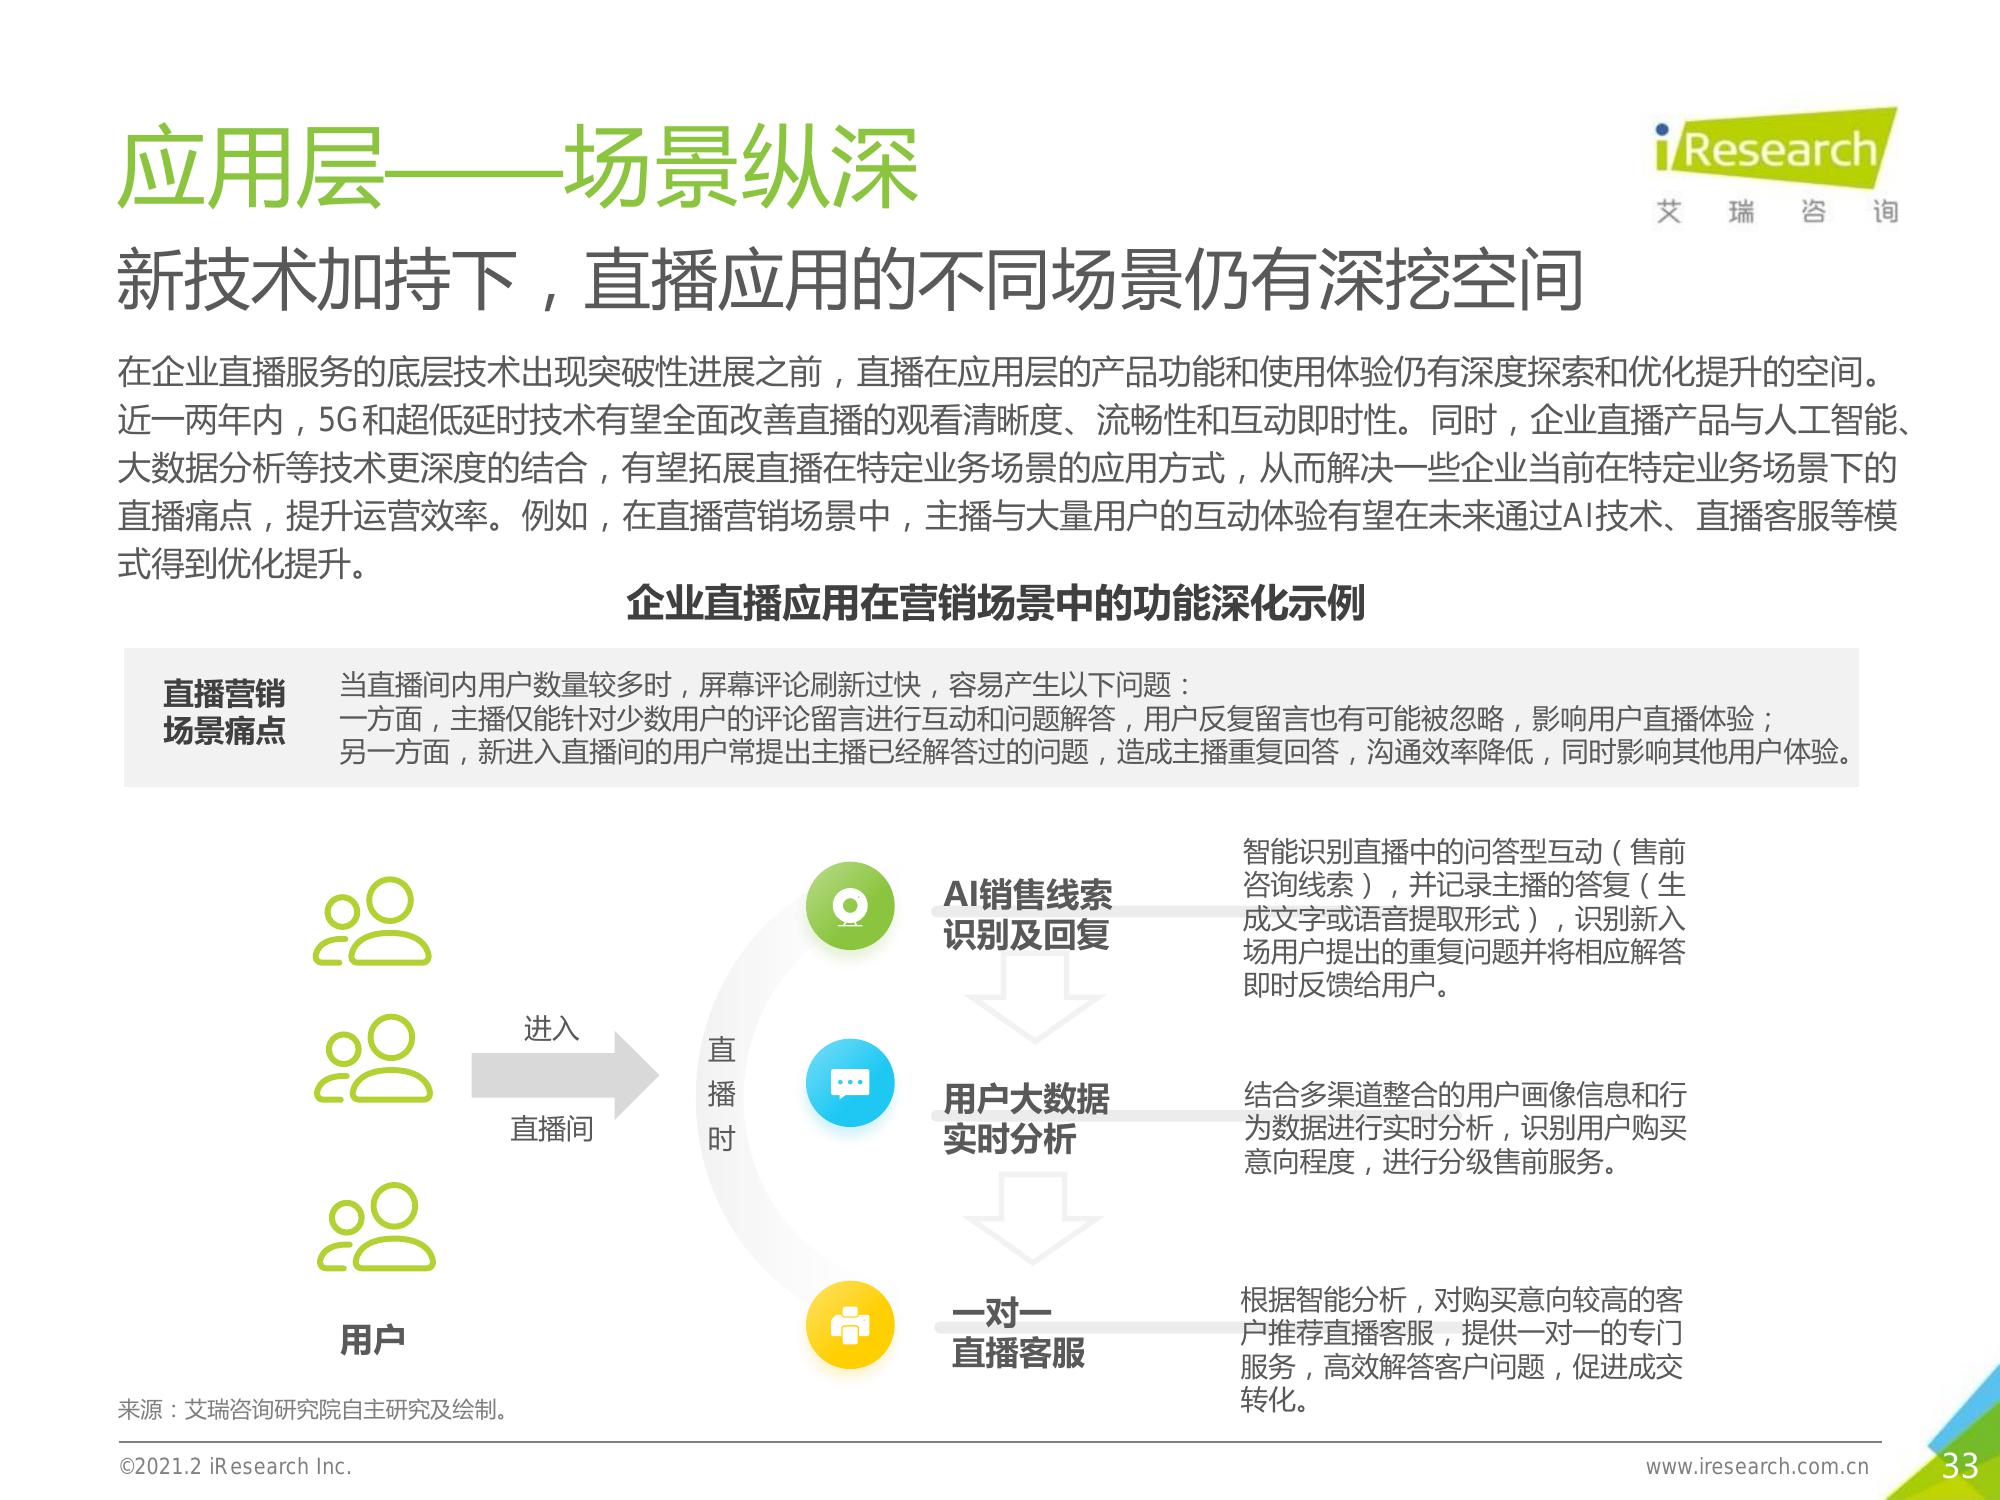 应用层——场景纵深
iResearch
艾瑞咨询
新技术加持下，直播应用的不同场景仍有深挖空间
在企业直播服务的底层技术出现突破性进展之前，直播在应用层的产品功能和使用体验仍有深度探索和优化提升的空间。
近一两年内，5G和超低延时技术有望全面改善直播的观看清晰度、流畅性和互动即时性。同时，企业直播产品与人工智能、
大数据分析等技术更深度的结合，有望拓展直播在特定业务场景的应用方式，从而解决一些企业当前在特定业务场景下的
直播痛点，提升运营效率。例如，在直播营销场景中，主播与大量用户的互动体验有望在未来通过AI技术、直播客服等模
式得到优化提升。
企业直播应用在营销场景中的功能深化示例
直播营销
场景痛点
当直播间内用户数量较多时，屏幕评论刷新过快，容易产生以下问题：
一方面，主播仅能针对少数用户的评论留言进行互动和问题解答，用户反复留言也有可能被忽略，影响用户直播体验；
另一方面，新进入直播间的用户常提出主播已经解答过的问题，造成主播重复回答，沟通效率降低，同时影响其他用户体验。
用户
进入
直播间
直
播
时
AI销售线索
识别及回复
智能识别直播中的问答型互动（售前
咨询线索），并记录主播的答复（生
成文字或语音提取形式），识别新入
场用户提出的重复问题并将相应解答
即时反馈给用户。
用户大数据
实时分析
结合多渠道整合的用户画像信息和行
为数据进行实时分析，识别用户购买
意向程度，进行分级售前服务。
一对一
直播客服
根据智能分析，对购买意向较高的客
户推荐直播客服，提供一对一的专门
服务，高效解答客户问题，促进成交
转化。
来源：艾瑞咨询研究院自主研究及绘制。
©2021.2 iResearch Inc.
www.iresearch.com.cn
33